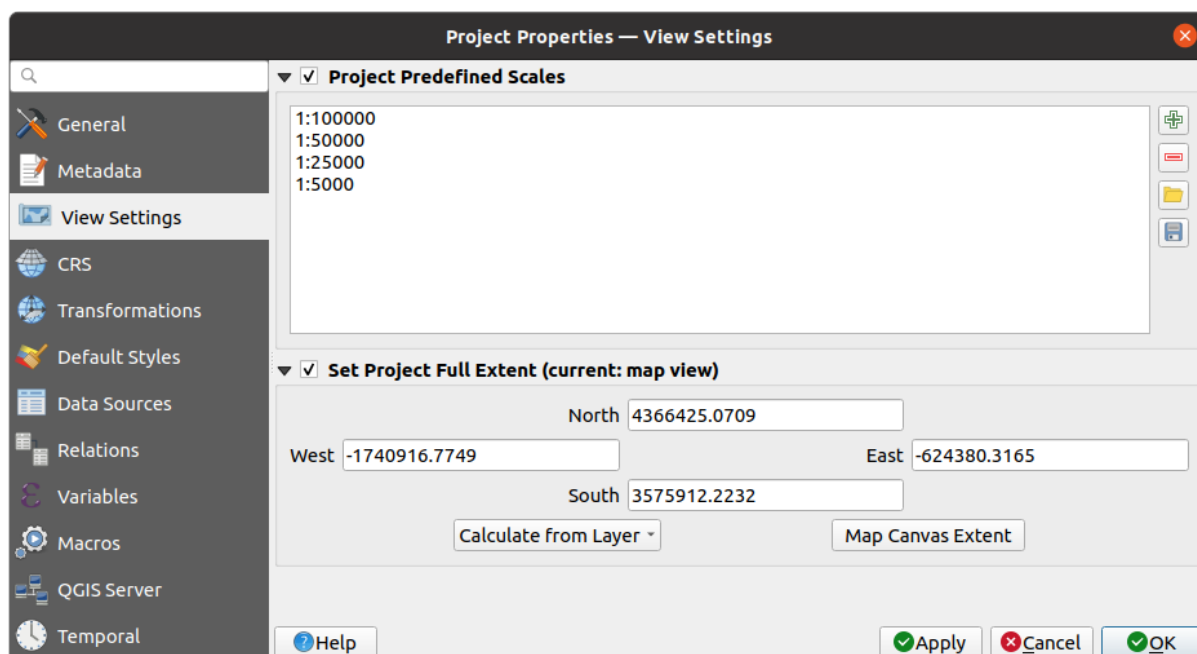 Project Properties — View Settings
General
Metadata
View Settings
CRS
Transformations
Default Styles
Data Sources
Relations
Variables
Macros
QGIS Server
Temporal
Project Predefined Scales
1:100000
1:50000
1:25000
1:5000
Set Project Full Extent (current: map view)
North 4366425.0709
West -1740916.7749 East -624380.3165
South 3575912.2232
Calculate from Layer Map Canvas Extent
Help Apply Cancel OK